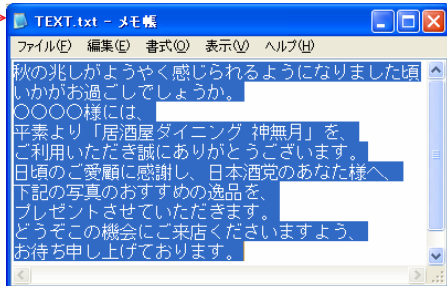 TEXT.txt - メモ帳
ファイル(F) 編集(E) 書式(O) 表示(V) ヘルプ(H)
秋の兆しがようやく感じられるようになりました頃
いかがお過ごしでしょうか。
〇〇〇〇様には、
平素より「居酒屋ダイニング 神無月」を、
ご利用いただき誠にありがとうございます。
日頃のご愛顧に感謝し、日本酒党のあなた様へ、
下記の写真のおすすめの逸品を、
プレゼントさせていただきます。
どうぞこの機会にご来店くださいますよう、
お待ち申し上げております。